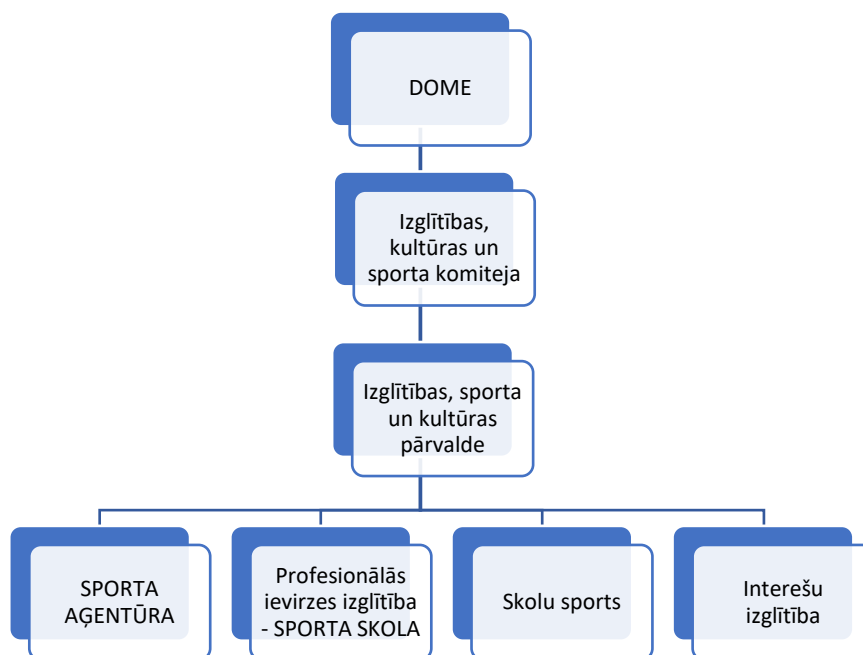 DOME
Izglītības,
kultūras un
sporta komiteja
Izglītības, sporta
un kultūras
pārvalde
SPORTA
AĢENTŪRA
Profesionālās
ievirzes izglītība
- SPORTA SKOLA
Skolu sports
Interešu
izglītība